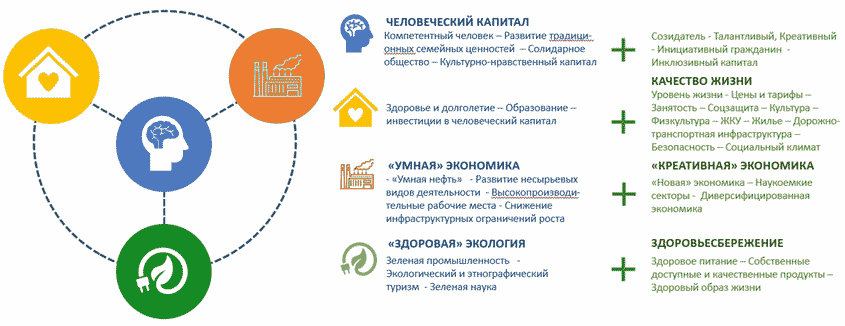 ЧЕЛОВЕЧЕСКИЙ КАПИТАЛ
Компетентный человек – Развитие традици-
онных семейных ценностей – Солидарное
общество – Культурно-нравственный капитал
Созидатель - Талантливый, Креативный
- Инициативный гражданин -
Инклюзивный капитал
Здоровье и долголетие – Образование –
инвестиции в человеческий капитал
КАЧЕСТВО ЖИЗНИ
Уровень жизни - Цены и тарифы –
Занятость – Соцзащита – Культура –
Физкультура – ЖКУ – Жилье – Дорожно-
транспортная инфраструктура –
Безопасность – Социальный климат
«УМНАЯ» ЭКОНОМИКА
- «Умная нефть» - Развитие несырьевых
видов деятельности - Высокопроизводи-
тельные рабочие места - Снижение
инфраструктурных ограничений роста
«КРЕАТИВНАЯ» ЭКОНОМИКА
«Новая» экономика – Наукоемкие
секторы - Диверсифицированная
экономика
«ЗДОРОВАЯ» ЭКОЛОГИЯ
Зеленая промышленность -
Экологический и этнографический
туризм - Зеленая наука
ЗДОРОВЬЕСБЕРЕЖЕНИЕ
Здоровое питание – Собственные
доступные и качественные продукты –
Здоровый образ жизни